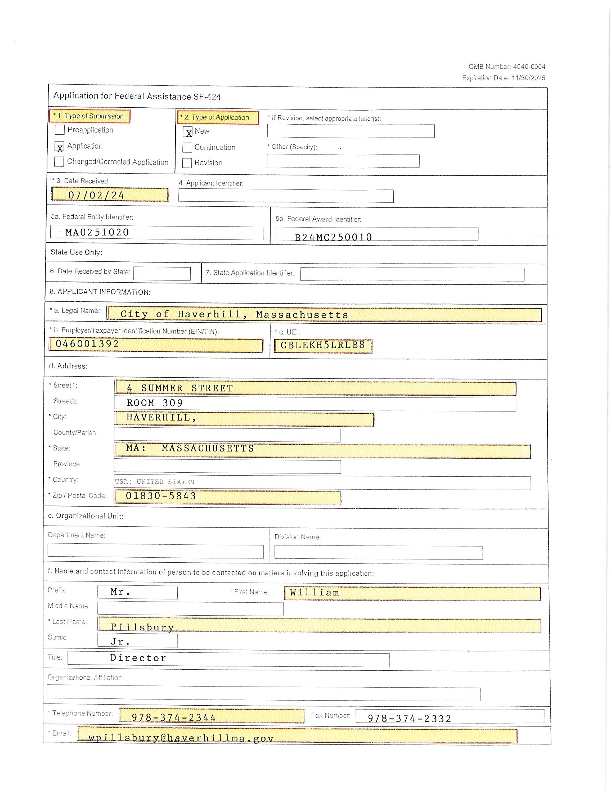 OMB Number: 4040-0004
Expiration Date: 11/30/2025
Application for Federal Assistance SF-424
* 1. Type of Submission: * 2. Type of Application: * If Revision, select appropriate letter(s):
Preapplication X New
X Application Continuation * Other (Specify):
Changed/Corrected Application Revision
* 3. Date Received: 4. Applicant Identifier:
07/02/24
5a. Federal Entity Identifier: 5b. Federal Award Identifier:
MA0251020 B24MC250010
State Use Only:
6. Date Received by State: 7. State Application Identifier:
8. APPLICANT INFORMATION:
* a. Legal Name: City of Haverhill, Massachusetts
* b. Employer/Taxpayer Identification Number (EIN/TIN): * c. UEI:
046001392 GBLEKH5LRLB8
d. Address:
* Street1: 4 SUMMER STREET
Street2: ROOM 309
* City: HAVERHILL,
County/Parish:
* State: MA: MASSACHUSETTS
Province:
* Country: USA: UNITED STATES
* Zip / Postal Code: 01830-5843
e. Organizational Unit:
Department Name: Division Name:
f. Name and contact information of person to be contacted on matters involving this application:
Prefix: Mr. * First Name: William
Middle Name:
* Last Name: Pillsbury
Suffix: Jr.
Title: Director
Organizational Affiliation:
* Telephone Number: 978-374-2344 Fax Number: 978-374-2332
* Email: wpillsbury@haverhillma.gov